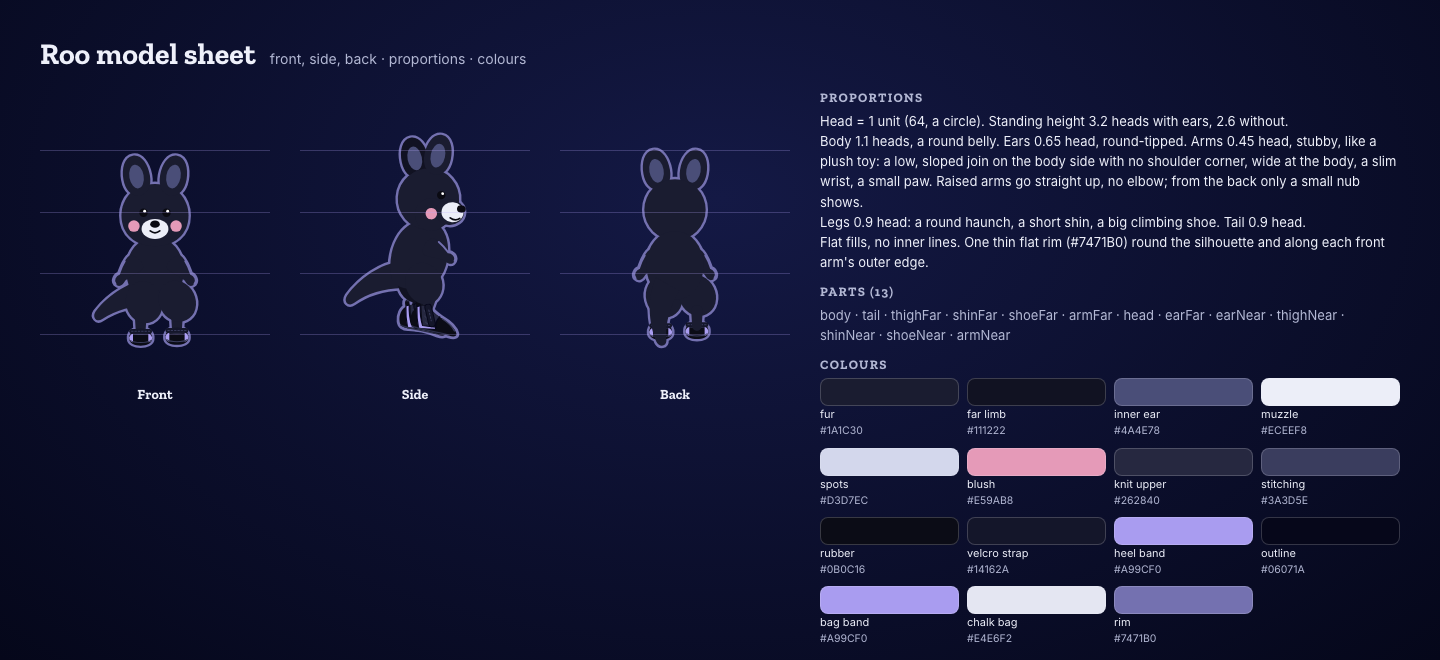 Roo model sheet
front, side, back · proportions · colours
Front
Side
Back
PROPORTIONS
Head = 1 unit (64, a circle). Standing height 3.2 heads with ears, 2.6 without.
Body 1.1 heads, a round belly. Ears 0.65 head, round-tipped. Arms 0.45 head, stubby, like a
plush toy: a low, sloped join on the body side with no shoulder corner, wide at the body, a slim
wrist, a small paw. Raised arms go straight up, no elbow; from the back only a small nub
shows.
Legs 0.9 head: a round haunch, a short shin, a big climbing shoe. Tail 0.9 head.
Flat fills, no inner lines. One thin flat rim (#7471B0) round the silhouette and along each front
arm's outer edge.
PARTS (13)
body · tail · thighFar · shinFar · shoeFar · armFar · head · earFar · earNear · thighNear ·
shinNear · shoeNear · armNear
COLOURS
fur
#1A1C30
far limb
#111222
inner ear
#4A4E78
muzzle
#ECEEF8
spots
#D3D7EC
blush
#E59AB8
knit upper
#262840
stitching
#3A3D5E
rubber
#0B0C16
velcro strap
#14162A
heel band
#A99CF0
outline
#06071A
bag band
#A99CF0
chalk bag
#E4E6F2
rim
#7471B0